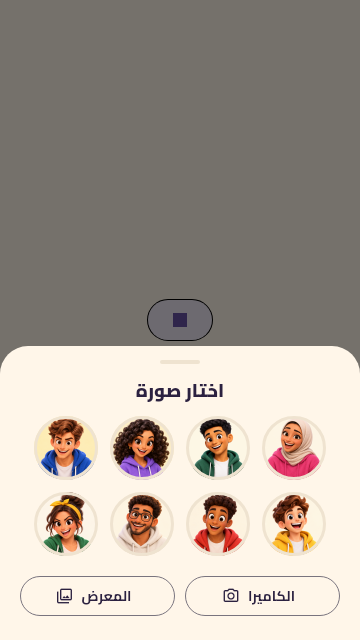 اختار صورة
الكاميرا
المعرض